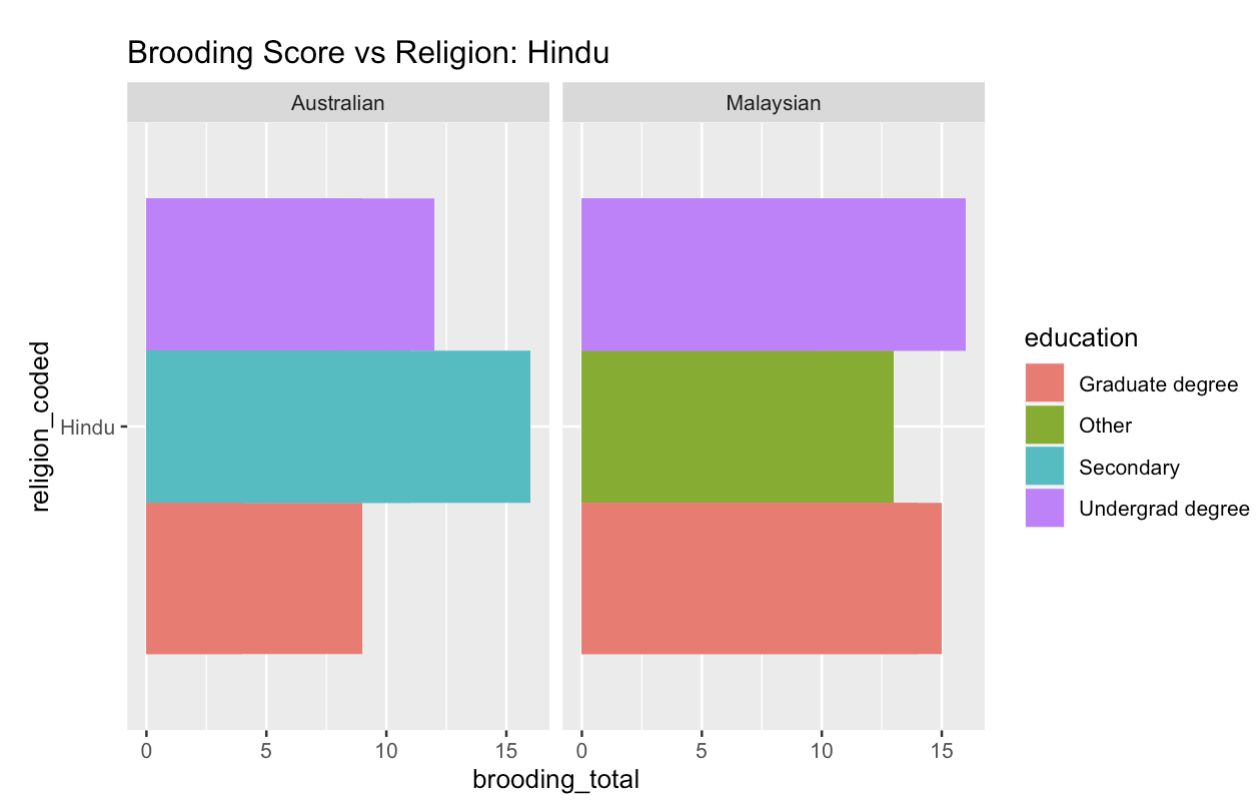 Brooding Score vs Religion: Hindu
Australian
Malaysian
religion_coded
Hindu
0 5 10 15
0 5 10 15
brooding_total
education
Graduate degree
Other
Secondary
Undergrad degree